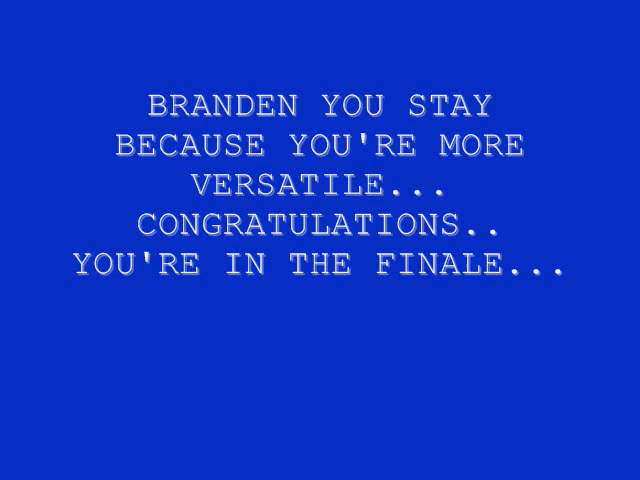 BRANDEN YOU STAY
BECAUSE YOU'RE MORE
VERSATILE...
CONGRATULATIONS..
YOU'RE IN THE FINALE...